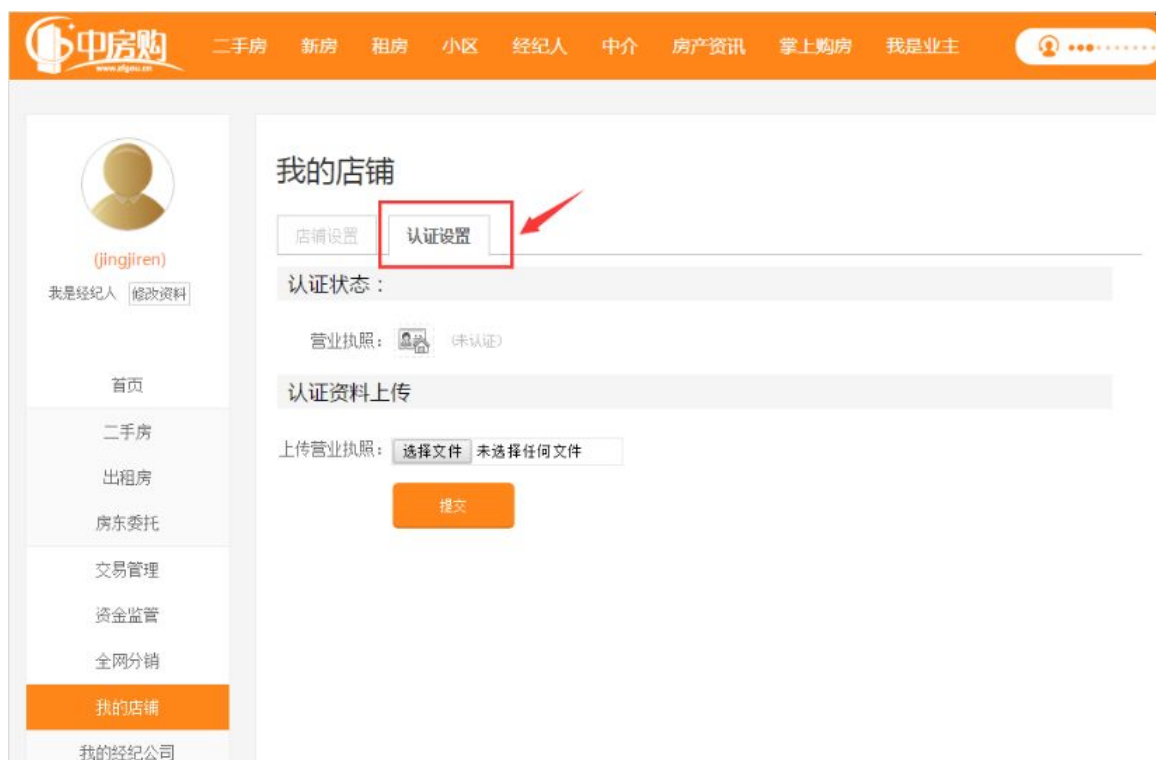 中房购
www.zfgou.cn
二手房 新房 租房 小区 经纪人 中介 房产资讯 掌上购房 我是业主
我的店铺
店铺设置 认证设置
(jingjiren)
我是经纪人 修改资料
认证状态：
营业执照： (未认证)
首页
认证资料上传
二手房
上传营业执照： 选择文件 未选择任何文件
出租房
提交
房东委托
交易管理
资金监管
全网分销
我的店铺
我的经纪公司